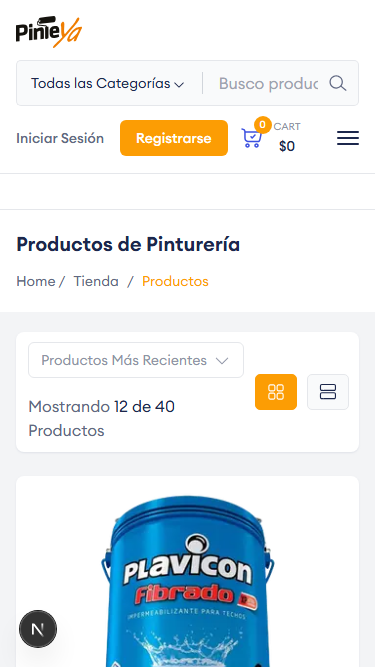 PinteYa
Todas las Categorías
Busco produc
Iniciar Sesión
Registrarse
0
CART
$0
Productos de Pinturería
Home / Tienda / Productos
Productos Más Recientes
Mostrando 12 de 40
Productos
PLAVICON
Fibrado
IMPERMEABILIZANTE PARA TECHOS
N